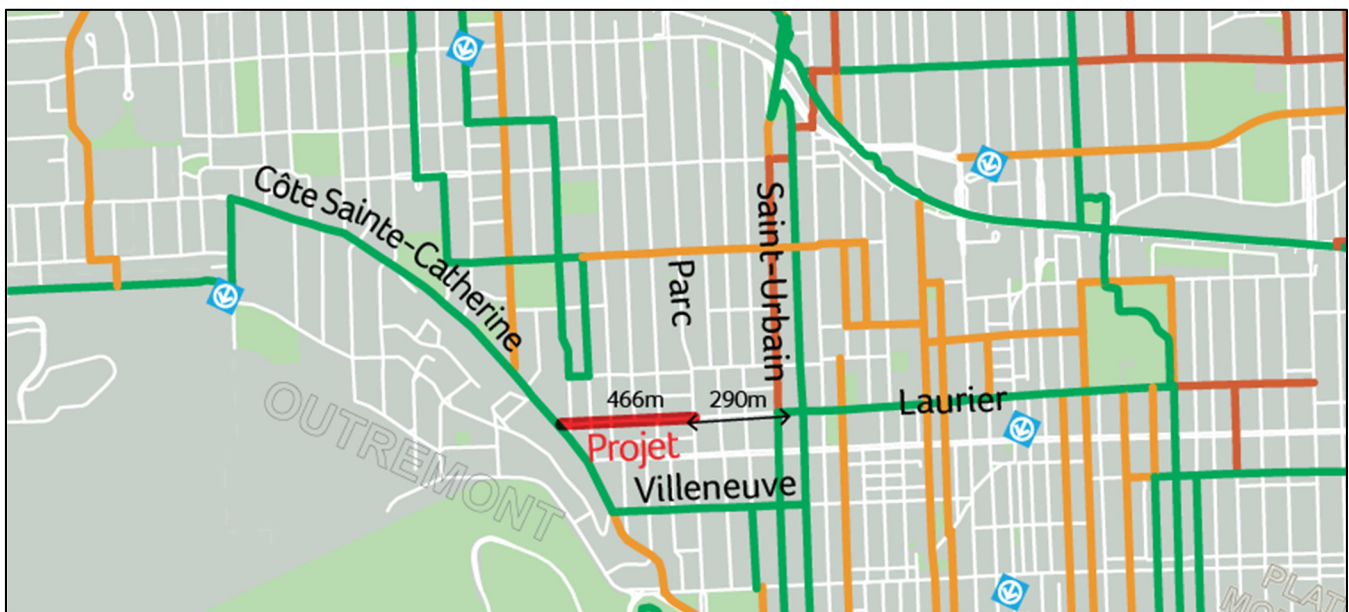 Côte Sainte-Catherine
Saint-Urbain
Parc
466m
290m
Laurier
Projet
Villeneuve
OUTREMONT